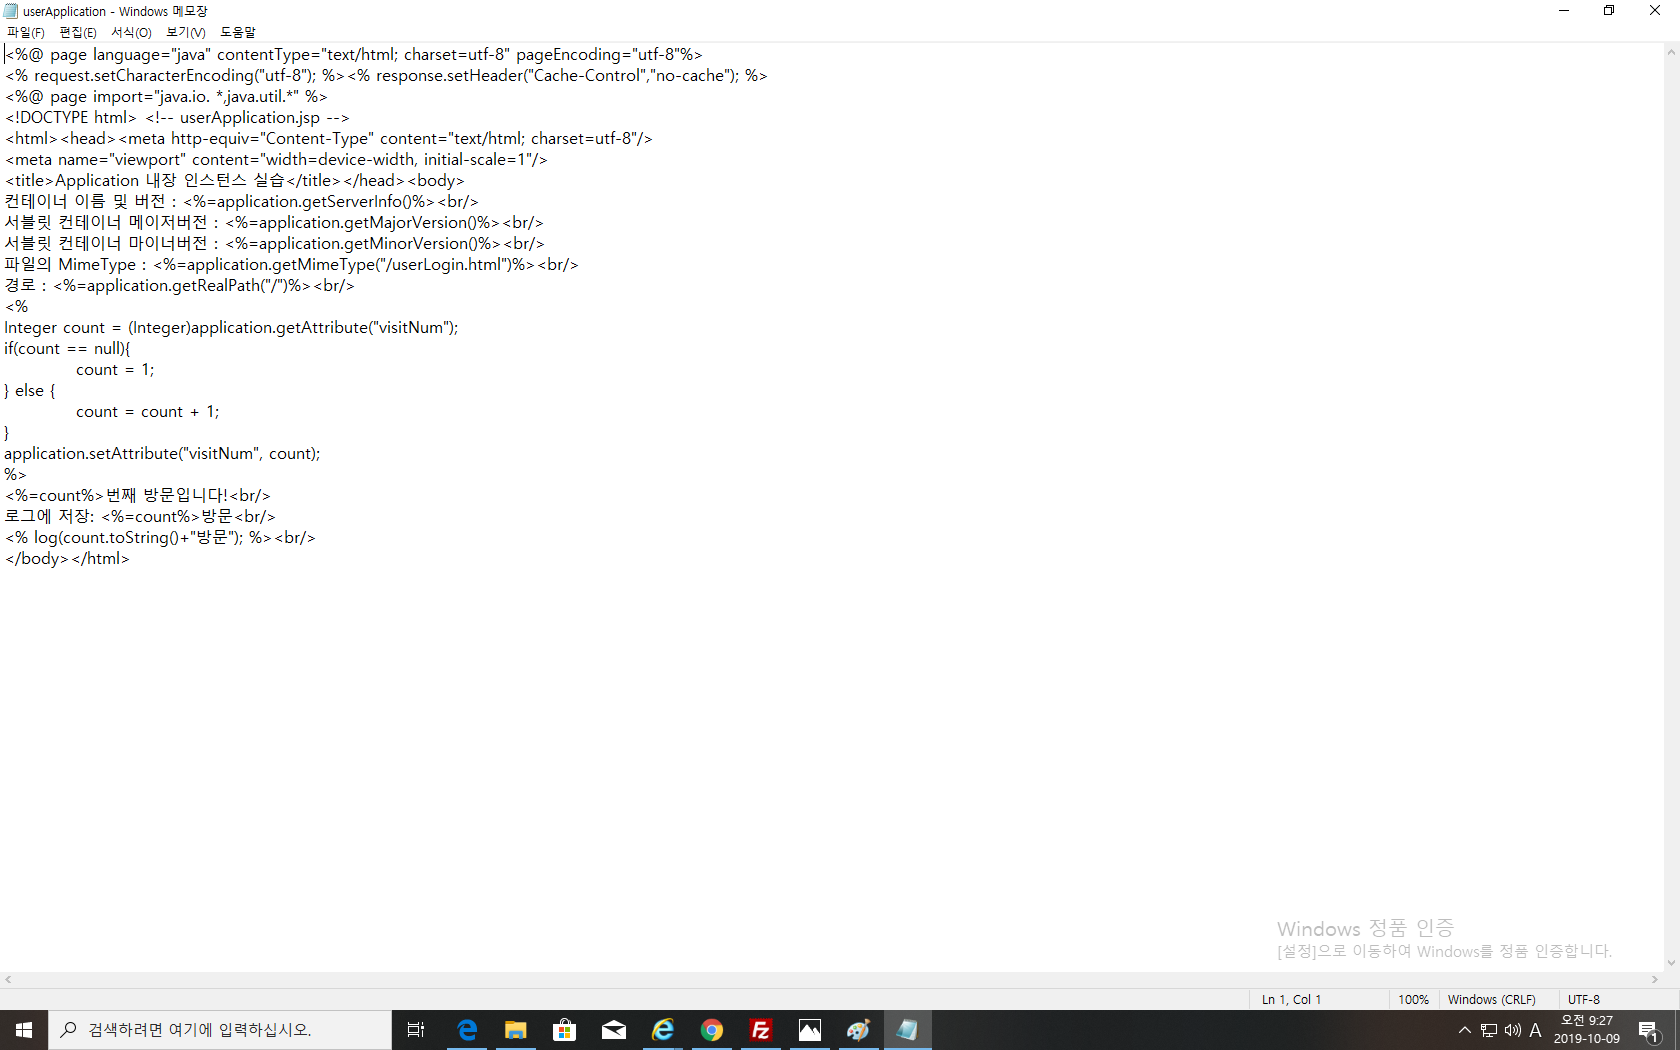 userApplication - Windows 메모장
파일(F) 편집(E) 서식(O) 보기(V) 도움말
<%@ page language="java" contentType="text/html; charset=utf-8" pageEncoding="utf-8"%>
<% request.setCharacterEncoding("utf-8"); %><% response.setHeader("Cache-Control","no-cache"); %>
<%@ page import="java.io. *,java.util.*" %>
<!DOCTYPE html> <!-- userApplication.jsp -->
<html><head><meta http-equiv="Content-Type" content="text/html; charset=utf-8"/>
<meta name="viewport" content="width=device-width, initial-scale=1"/>
<title>Application 내장 인스턴스 실습</title></head><body>
컨테이너 이름 및 버전 : <%=application.getServerInfo()%><br/>
서블릿 컨테이너 메이저버전 : <%=application.getMajorVersion()%><br/>
서블릿 컨테이너 마이너버전 : <%=application.getMinorVersion()%><br/>
파일의 MimeType : <%=application.getMimeType("/userLogin.html")%><br/>
경로 : <%=application.getRealPath("/")%><br/>
<%
Integer count = (Integer)application.getAttribute("visitNum");
if(count == null){
count = 1;
} else {
count = count + 1;
}
application.setAttribute("visitNum", count);
%>
<%=count%>번째 방문입니다!<br/>
로그에 저장: <%=count%>방문<br/>
<% log(count.toString()+"방문"); %><br/>
</body></html>
Windows 정품 인증
[설정]으로 이동하여 Windows를 정품 인증합니다.
Ln 1, Col 1 100% Windows (CRLF) UTF-8
검색하려면 여기에 입력하십시오.
A
오전 9:27
2019-10-09
1